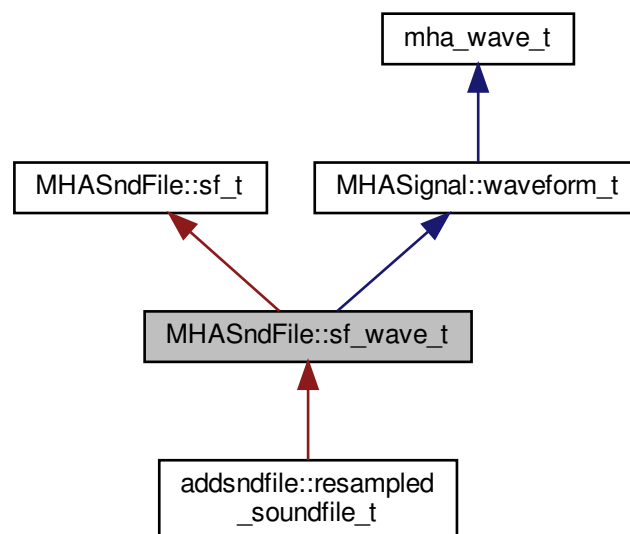 mha_wave_t
MHASndFile::sf_t
MHASignal::waveform_t
MHASndFile::sf_wave_t
addsndfile::resampled
_soundfile_t